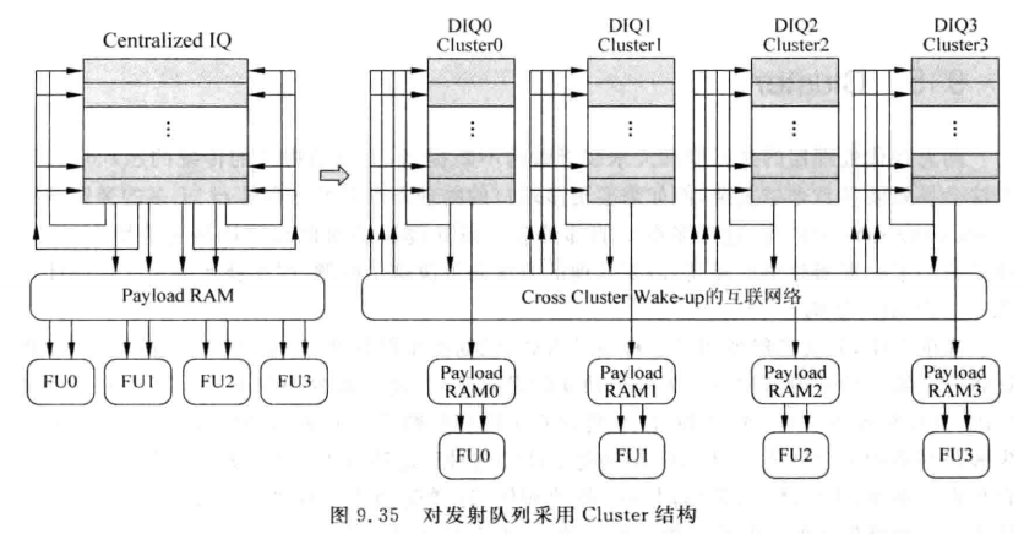 Centralized IQ
DIQ0
Cluster0
DIQ1
Cluster1
DIQ2
Cluster2
DIQ3
Cluster3
Payload RAM
Cross Cluster Wake-up的互联网络
FU0
FU1
FU2
FU3
Payload
RAM0
Payload
RAM1
Payload
RAM2
Payload
RAM3
FU0
FU1
FU2
FU3
图 9.35 对发射队列采用 Cluster 结构